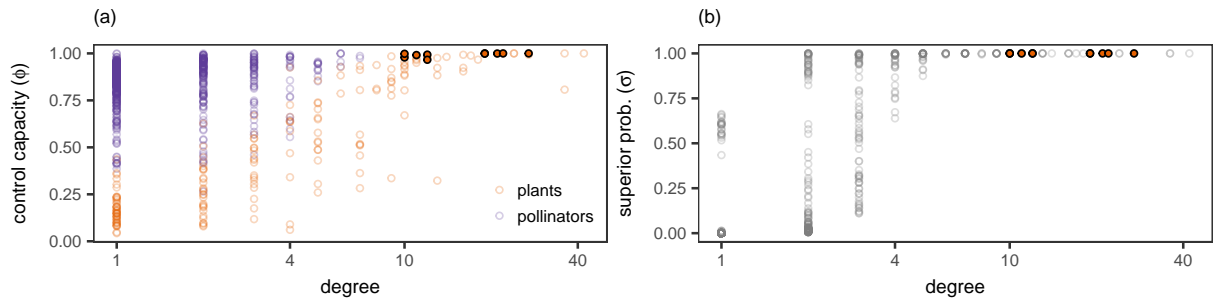 (a)
control capacity (ϕ)
1.00
0.75
0.50
0.25
0.00
plants
pollinators
1
4
10
40
degree
(b)
superior prob. (σ)
1.00
0.75
0.50
0.25
0.00
1
4
10
40
degree